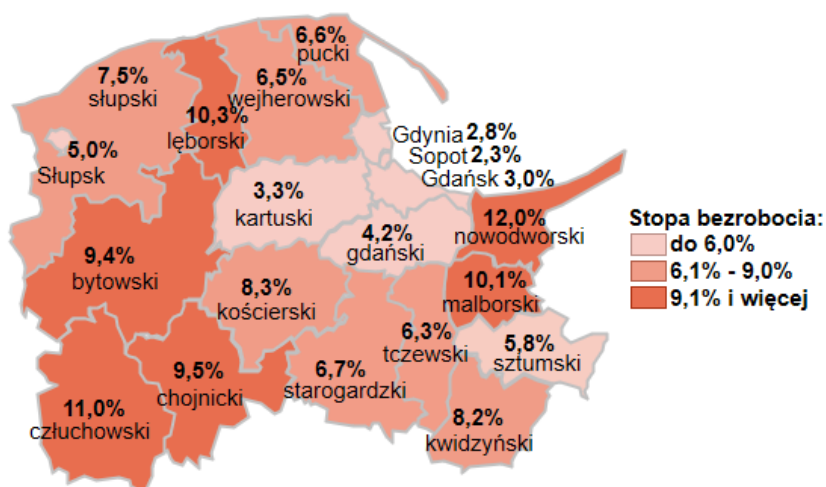 6,6%
pucki
7,5%
słupski
6,5%
wejherowski
10,3%
lęborski
Gdynia 2,8%
Sopot 2,3%
Gdańsk 3,0%
5,0%
Słupsk
3,3%
kartuski
12,0%
nowodworski
4,2%
gdański
9,4%
bytowski
10,1%
malborski
8,3%
kościerski
6,3%
tczewski
5,8%
sztumski
9,5%
chojnicki
6,7%
starogardzki
11,0%
człuchowski
8,2%
kwidzyński
Stopa bezrobocia:
do 6,0%
6,1% - 9,0%
9,1% i więcej